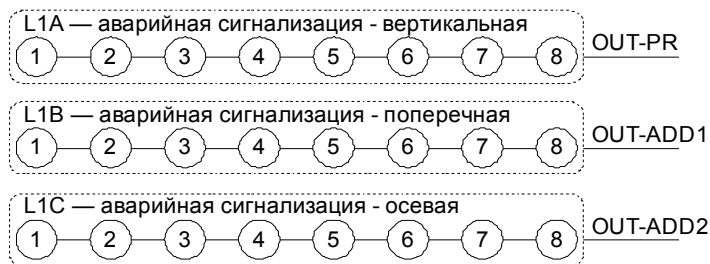 L1A — аварийная сигнализация - вертикальная
1 2 3 4 5 6 7 8 OUT-PR
L1B — аварийная сигнализация - поперечная
1 2 3 4 5 6 7 8 OUT-ADD1
L1C — аварийная сигнализация - осевая
1 2 3 4 5 6 7 8 OUT-ADD2